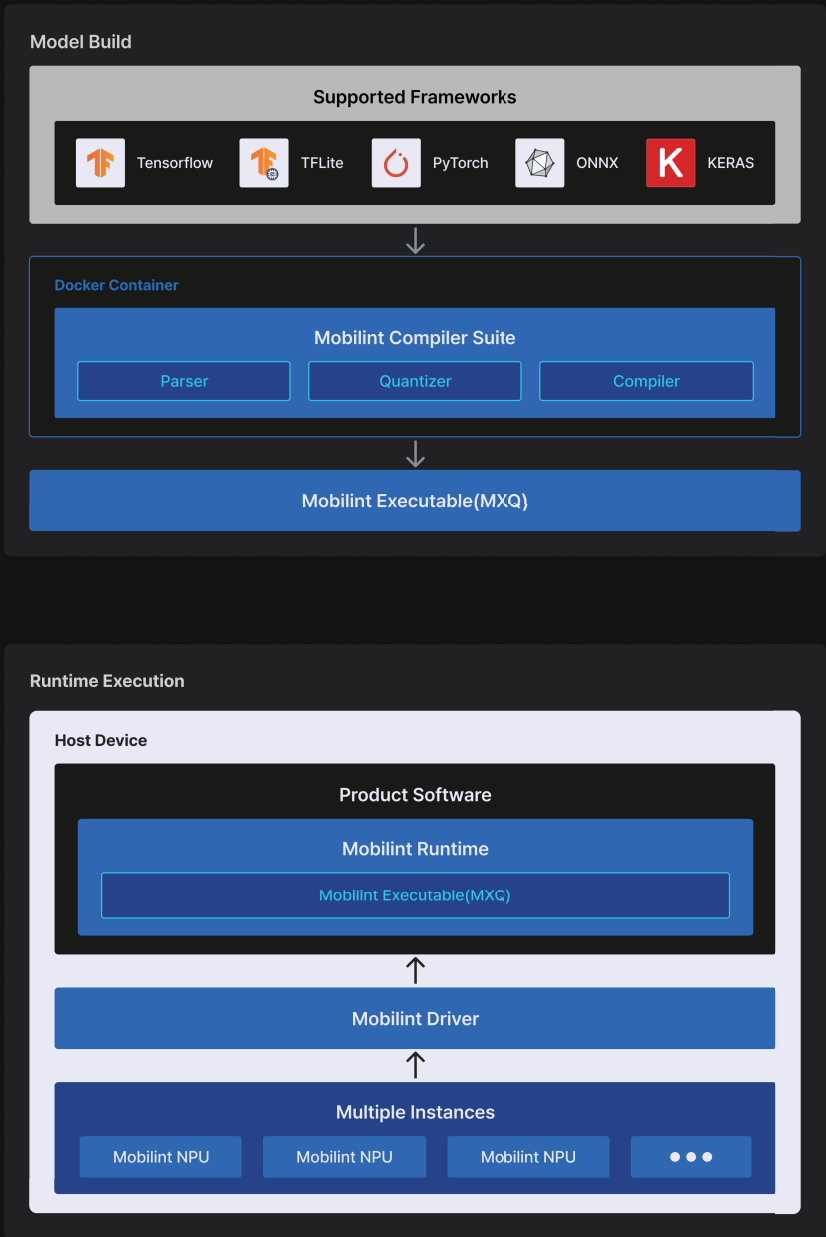 Model Build
Supported Frameworks
Tensorflow
TFLite
PyTorch
ONNX
KERAS
Docker Container
Mobilint Compiler Suite
Parser
Quantizer
Compiler
Mobilint Executable(MXQ)
Runtime Execution
Host Device
Product Software
Mobilint Runtime
Mobilint Executable(MXQ)
Mobilint Driver
Multiple Instances
Mobilint NPU
Mobilint NPU
Mobilint NPU